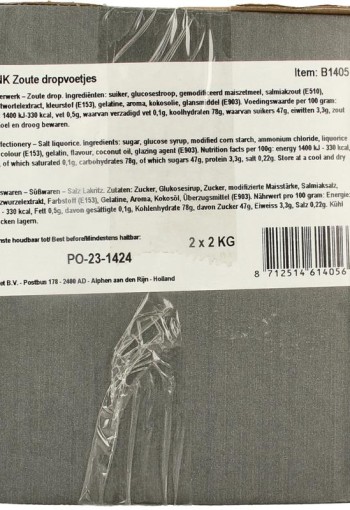 NK Zoute dropvoetjes
Item: B1405
erwerk – Zoute drop. Ingrediënten: suiker, glucosestroop, gemodificeerd maiszetmeel, salmiakzout (E510),
twortelextract, kleurstof (E153), gelatine, aroma, kokosolie, glansmiddel (E903). Voedingswaarde per 100 gram:
1400 kJ-330 kcal, vet 0,5g, waarvan verzadigd vet 0,1g, koolhydraten 78g, waarvan suikers 47g, eiwitten 3,3g, zout
oel en droog bewaren.
nfectionery – Salt liquorice. Ingredients: sugar, glucose syrup, modified corn starch, ammonium chloride, liquorice
colour (E153), gelatin, flavour, coconut oil, glazing agent (E903). Nutrition facts per 100g: energy 1400 kJ - 330 kcal,
of which saturated 0,1g, carbohydrates 78g, of which sugars 47g, protein 3,3g, salt 0,22g. Store at a cool and dry
swaren – Süßwaren – Salz Lakritz. Zutaten: Zucker, Glukosesirup, Zucker, modifizierte Maisstärke, Salmiaksalz,
zwurzelextrakt, Farbstoff (E153), Gelatine, Aroma, Kokosöl, Überzugsmittel (E903). Nährwert pro 100 gram: Energie:
- 330 kcal, Fett 0,5g, davon gesättigte 0,1g, Kohlenhydrate 78g, davon Zucker 47g, Eiweiss 3,3g, Salz 0,22g. Kühl
cken lagern.
nste houdbaar tot/ Best before/Mindestens haltbar:
2 x 2 KG
PO-23-1424
8 712514 614056
et B.V. - Postbus 178 - 2400 AD - Alphen aan den Rijn - Holland